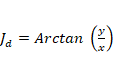 J_d = Arctan (y/x)